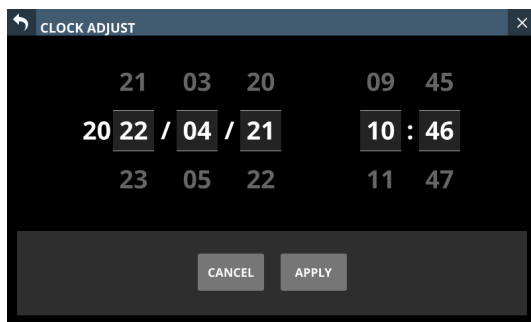 CLOCK ADJUST
21 03 20 09 45
20 22 / 04 / 21 10 : 46
23 05 22 11 47
CANCEL APPLY